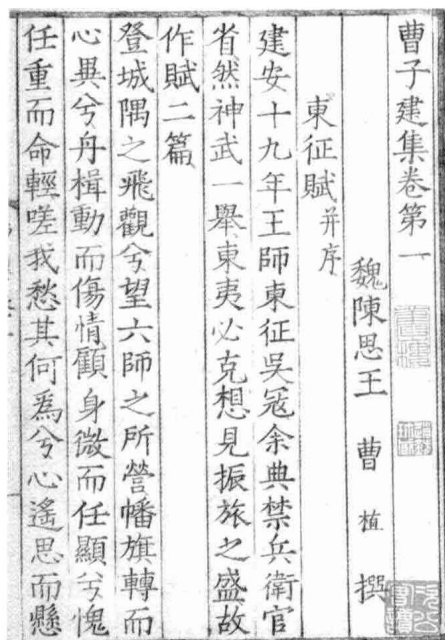 曹子建集卷第一
魏陳思王 曹 植 撰
東征賦并序
建安十九年王師東征吳寇余典禁兵衛官
省然神武一舉東夷必克想見振旅之盛故
作賦二篇
登城隅之飛觀兮望六師之所營幡旗轉而
心異兮舟楫動而傷情顧身微而任顯兮愧
任重而命輕嗟我愁其何為兮心遙思而懸